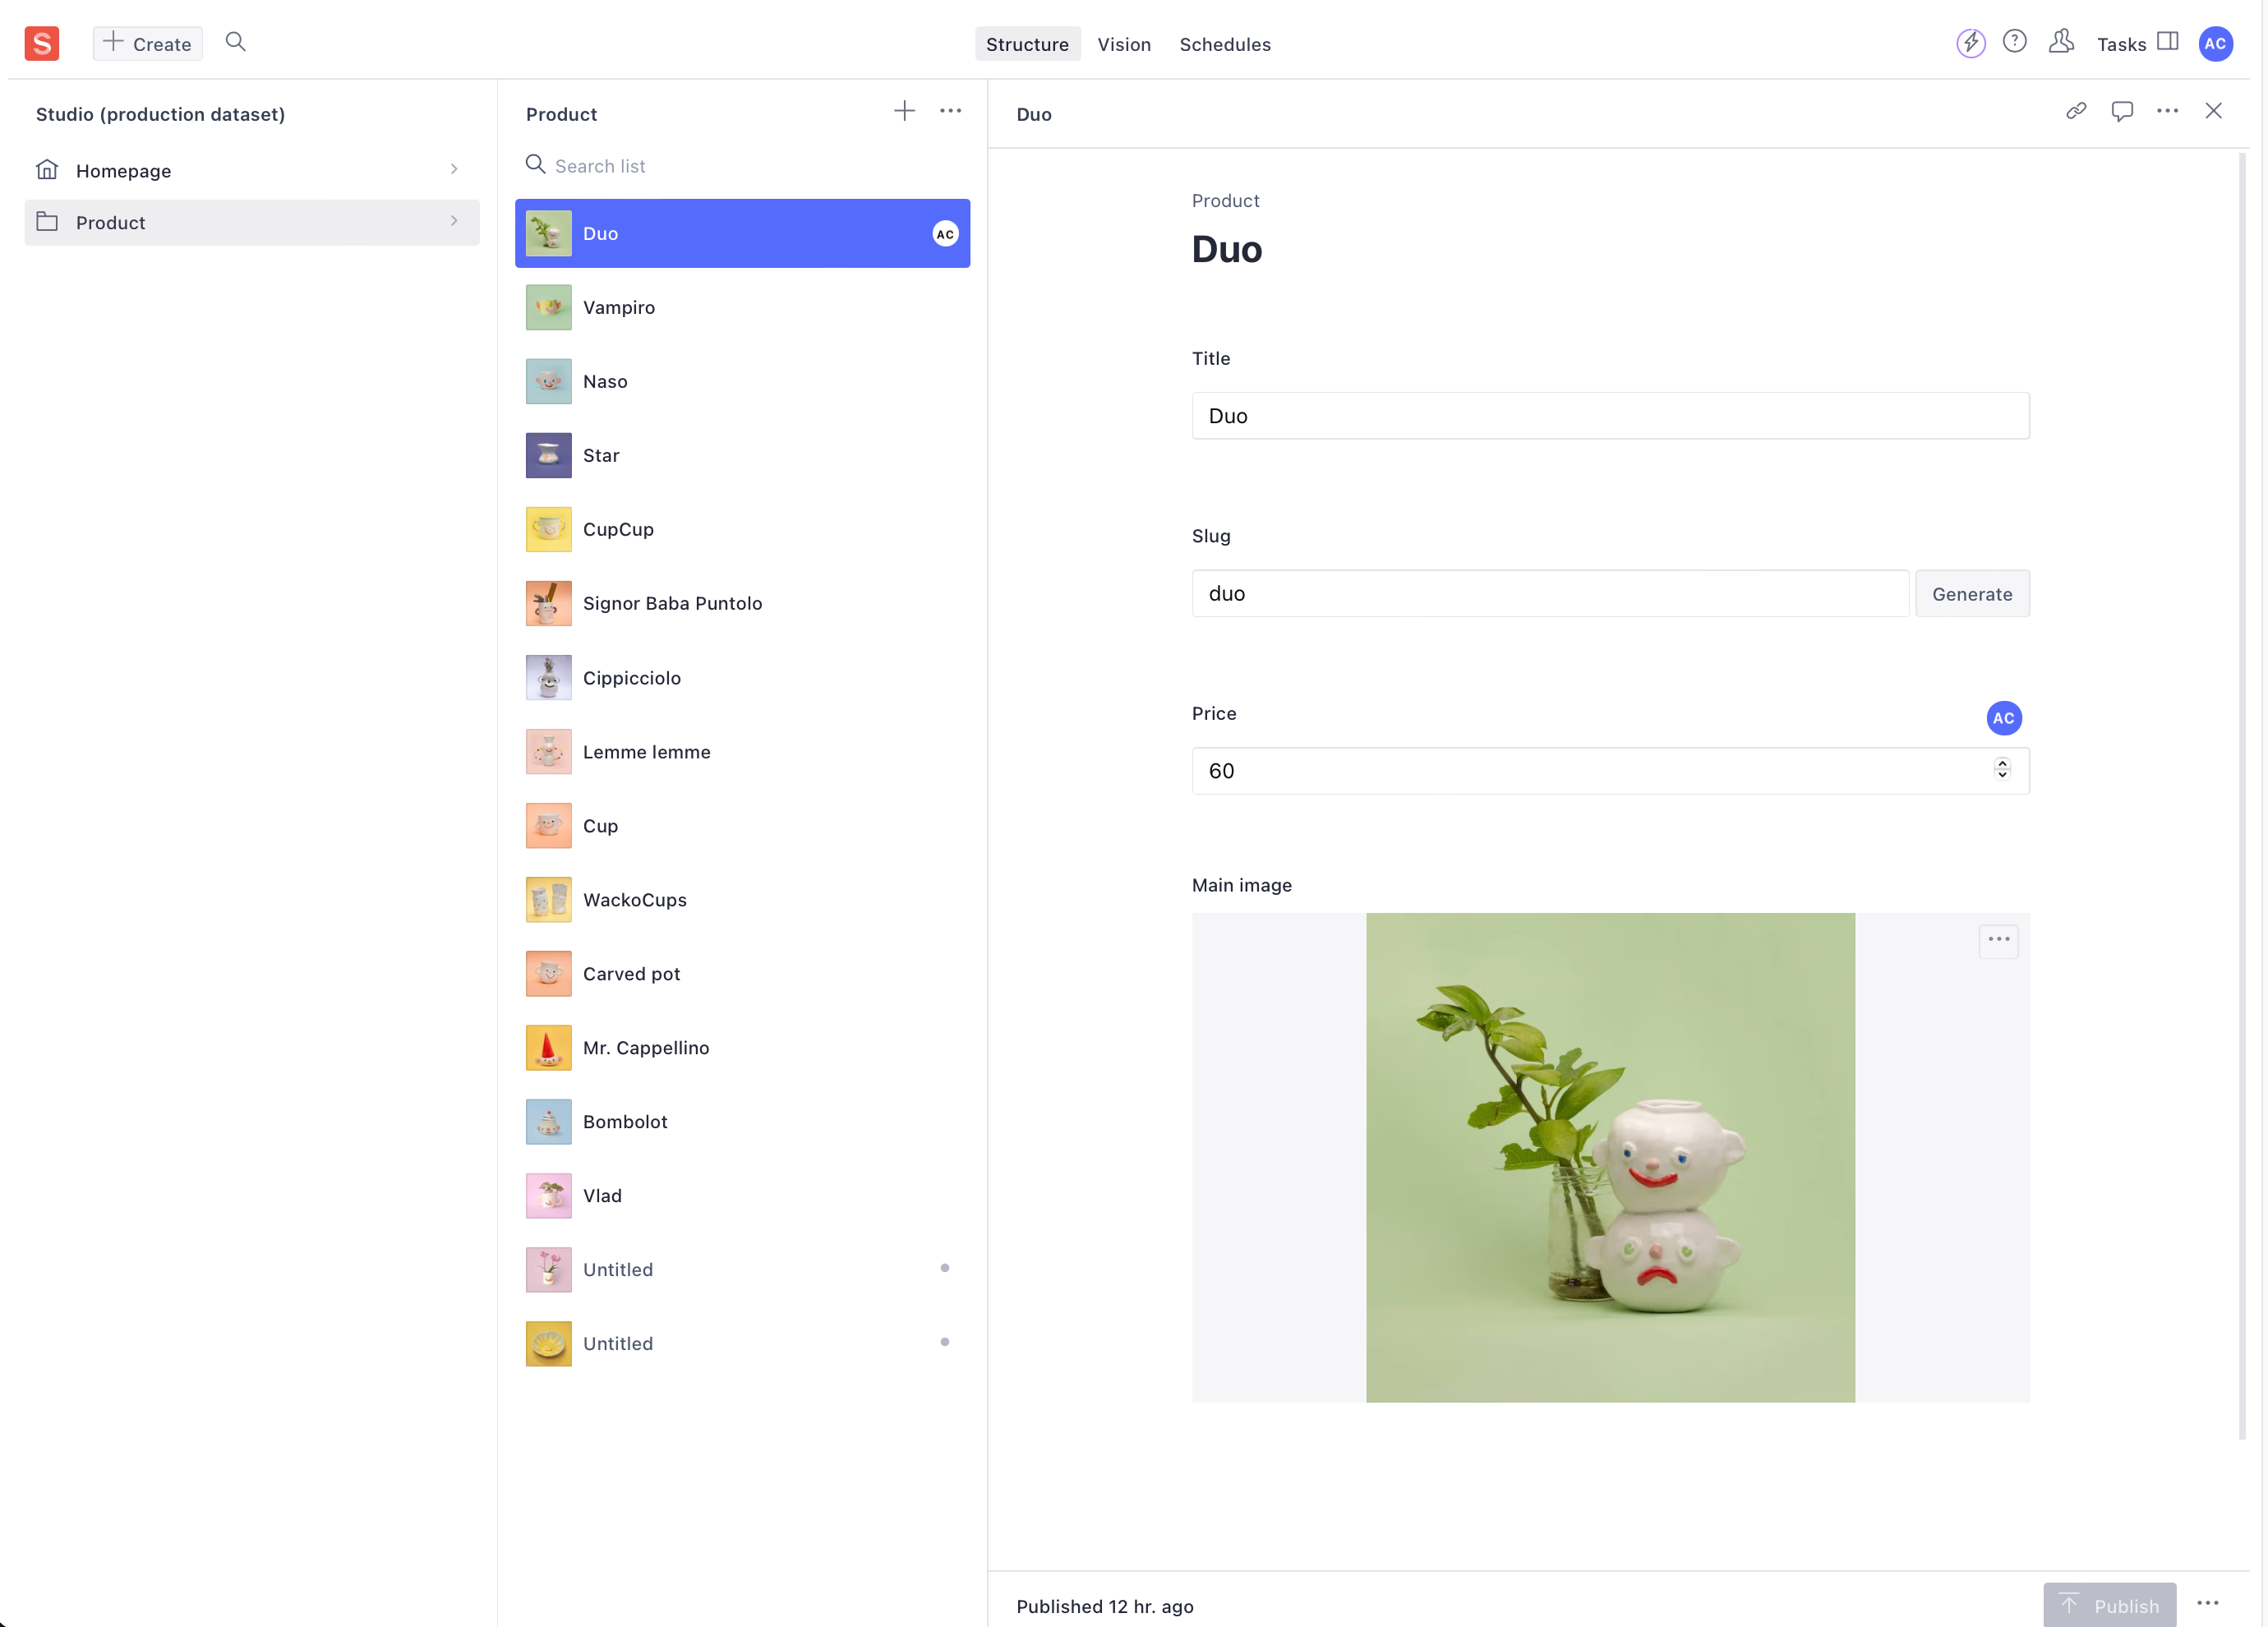 S
Create
Structure
Vision
Schedules
Tasks
AC
Studio (production dataset)
Homepage
Product
Product
Search list
Duo
AC
Vampiro
Naso
Star
CupCup
Signor Baba Puntolo
Cippicciolo
Lemme lemme
Cup
WackoCups
Carved pot
Mr. Cappellino
Bombolot
Vlad
Untitled
Untitled
Duo
Product
Duo
Title
Duo
Slug
duo
Generate
Price
AC
60
Main image
Published 12 hr. ago
Publish